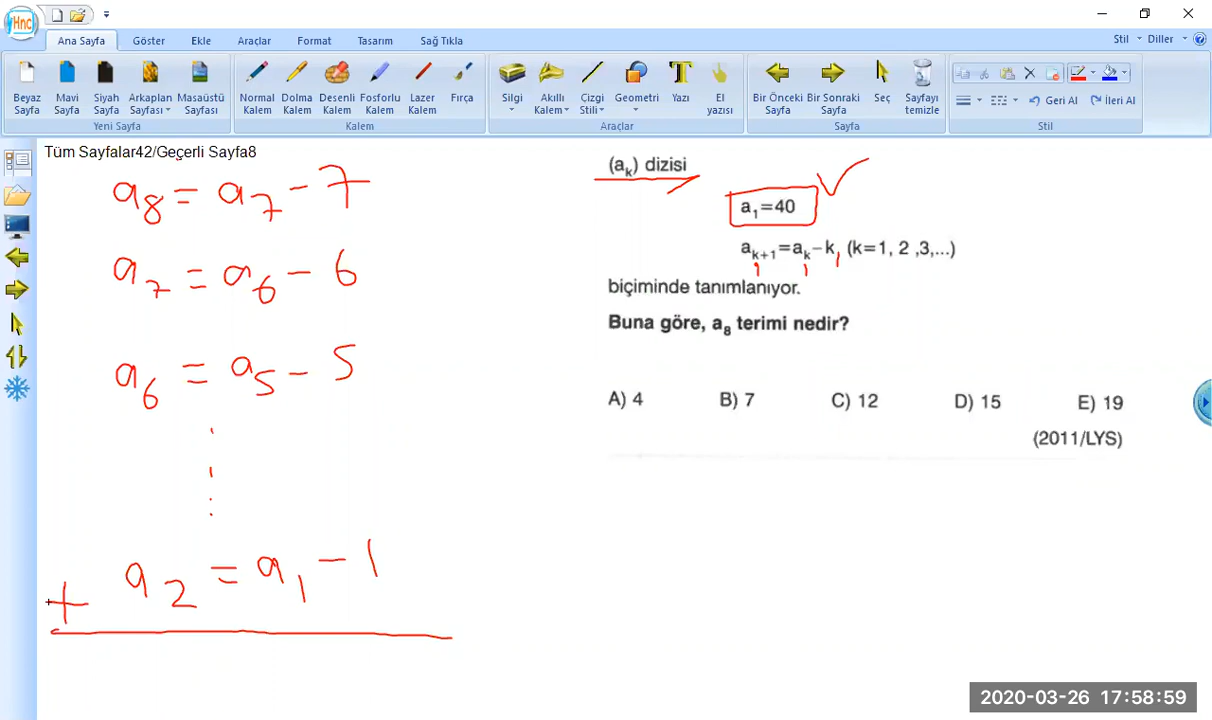 Hnc
Ana Sayfa Göster Ekle Araçlar Format Tasarım Sağ Tıkla Stil Diller
Beyaz Sayfa Mavi Sayfa Siyah Sayfa Arkaplan Sayfası Masaüstü Sayfası Normal Kalem Dolma Kalem Desenli Kalem Fosforlu Kalem Lazer Kalem Fırça Silgi Akıllı Kalem Çizgi Stili Geometri Yazı El yazısı Bir Önceki Sayfa Bir Sonraki Sayfa Seç Sayfayı temizle Geri Al İleri Al
Yeni Sayfa Kalem Araçlar Sayfa Stil
Tüm Sayfalar42/Geçerli Sayfa8
a8 = a7 - 7
a7 = a6 - 6
a6 = a5 - 5
a2 = a1 - 1
+
(ak) dizisi
a1=40
ak+1=ak–k, (k=1, 2 ,3,...)
biçiminde tanımlanıyor.
Buna göre, a8 terimi nedir?
A) 4 B) 7 C) 12 D) 15 E) 19
(2011/LYS)
2020-03-26 17:58:59